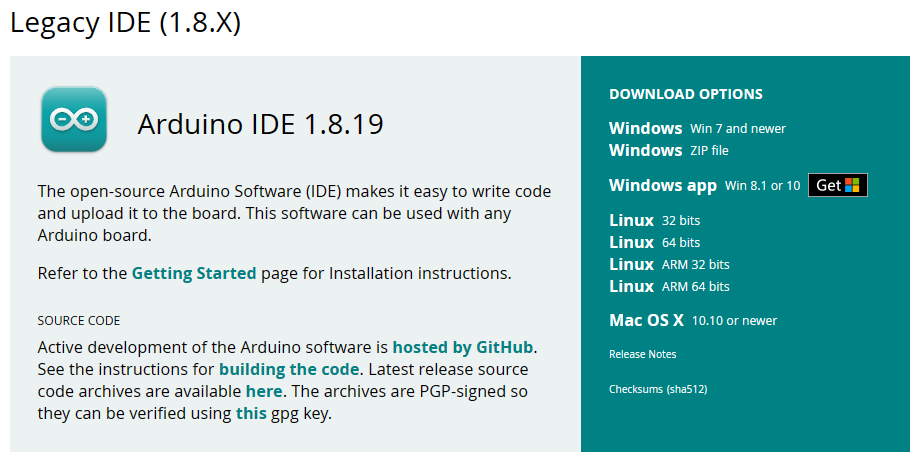 Legacy IDE (1.8.X)
Arduino IDE 1.8.19
The open-source Arduino Software (IDE) makes it easy to write code
and upload it to the board. This software can be used with any
Arduino board.
Refer to the Getting Started page for Installation instructions.
SOURCE CODE
Active development of the Arduino software is hosted by GitHub.
See the instructions for building the code. Latest release source
code archives are available here. The archives are PGP-signed so
they can be verified using this gpg key.
DOWNLOAD OPTIONS
Windows Win 7 and newer
Windows ZIP file
Windows app Win 8.1 or 10 Get
Linux 32 bits
Linux 64 bits
Linux ARM 32 bits
Linux ARM 64 bits
Mac OS X 10.10 or newer
Release Notes
Checksums (sha512)